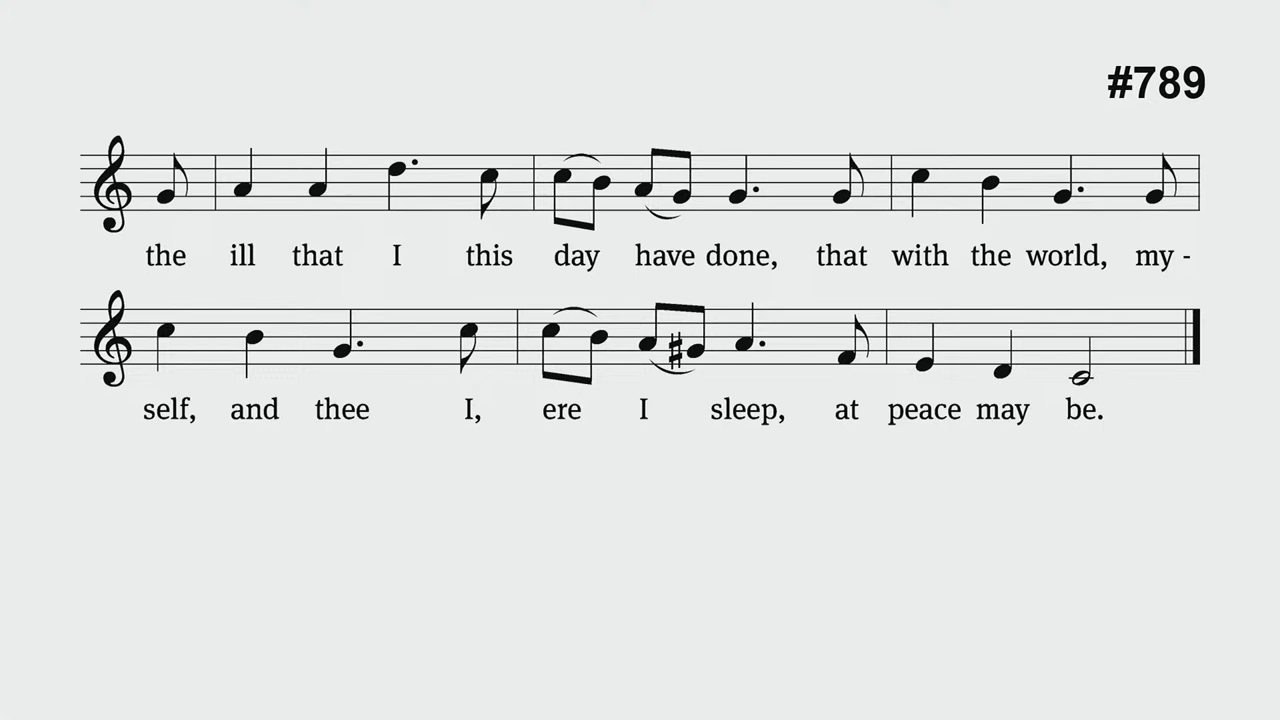 #789
the ill that I this day have done, that with the world, my -
self, and thee I, ere I sleep, at peace may be.